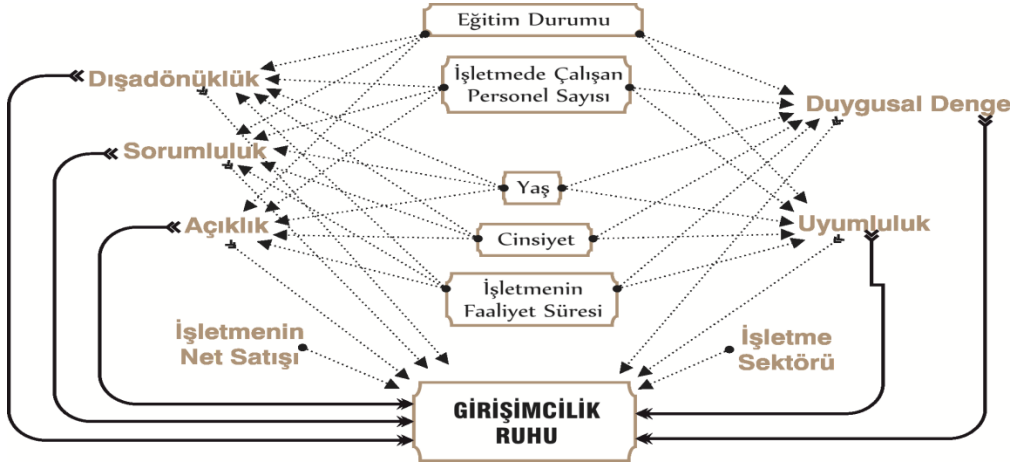 Eğitim Durumu
Dışadönüklük
İşletmede Çalışan
Personel Sayısı
Duygusal Denge
Sorumluluk
Yaş
Açıklık
Uyumluluk
Cinsiyet
İşletmenin
Faaliyet Süresi
İşletmenin
Net Satışı
İşletme
Sektörü
GİRİŞİMCİLİK
RUHU